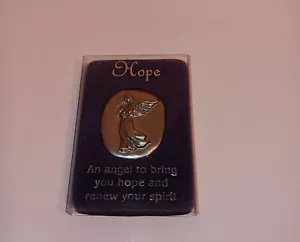 Hope
An angel to bring
you hope and
renew your spirit